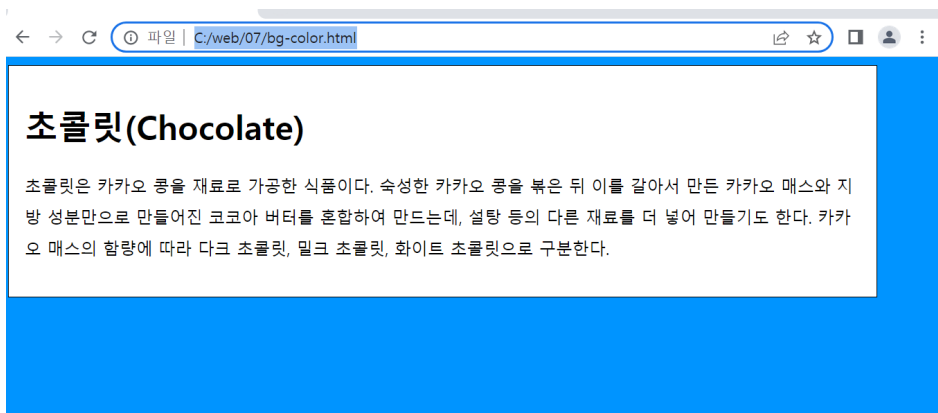 파일 | C:/web/07/bg-color.html
초콜릿(Chocolate)
초콜릿은 카카오 콩을 재료로 가공한 식품이다. 숙성한 카카오 콩을 볶은 뒤 이를 갈아서 만든 카카오 매스와 지
방 성분만으로 만들어진 코코아 버터를 혼합하여 만드는데, 설탕 등의 다른 재료를 더 넣어 만들기도 한다. 카카
오 매스의 함량에 따라 다크 초콜릿, 밀크 초콜릿, 화이트 초콜릿으로 구분한다.